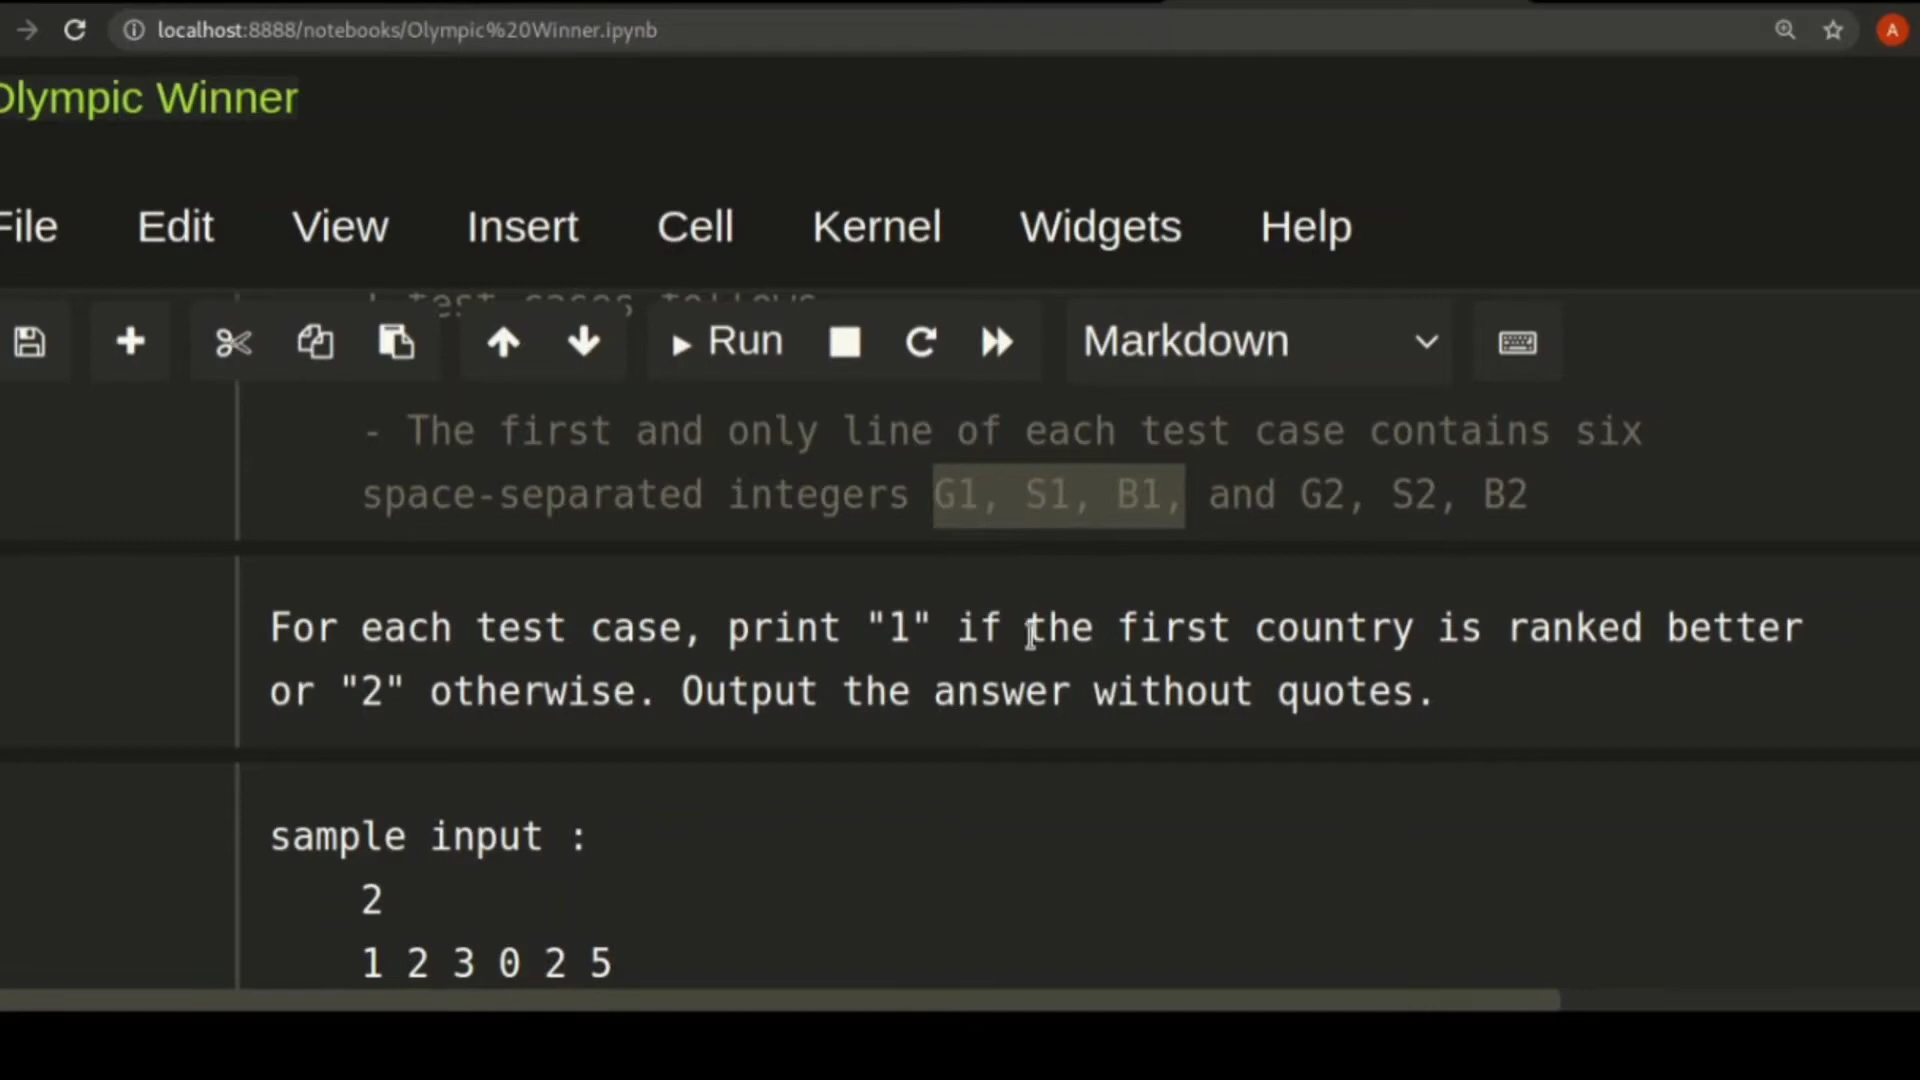 localhost:8888/notebooks/Olympic%20Winner.ipynb
A
Olympic Winner
File Edit View Insert Cell Kernel Widgets Help
test cases follows
Run Markdown
- The first and only line of each test case contains six
space-separated integers G1, S1, B1, and G2, S2, B2
For each test case, print "1" if the first country is ranked better
or "2" otherwise. Output the answer without quotes.
sample input :
2
1 2 3 0 2 5